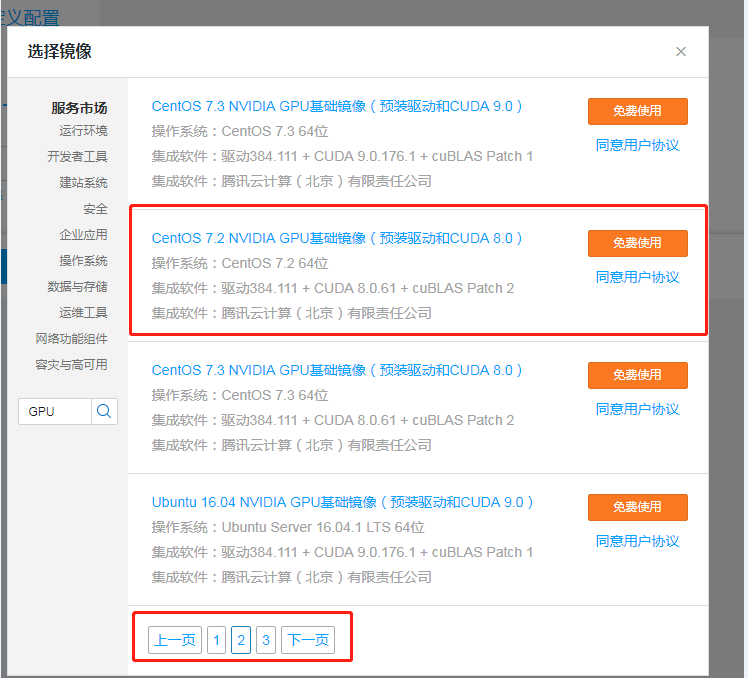 定义配置
选择镜像
×
服务市场
运行环境
开发者工具
建站系统
安全
企业应用
操作系统
数据与存储
运维工具
网络功能组件
容灾与高可用
GPU
CentOS 7.3 NVIDIA GPU基础镜像（预装驱动和CUDA 9.0）
免费使用
操作系统：CentOS 7.3 64位
同意用户协议
集成软件：驱动384.111 + CUDA 9.0.176.1 + cuBLAS Patch 1
集成软件：腾讯云计算（北京）有限责任公司
CentOS 7.2 NVIDIA GPU基础镜像（预装驱动和CUDA 8.0）
免费使用
操作系统：CentOS 7.2 64位
同意用户协议
集成软件：驱动384.111 + CUDA 8.0.61 + cuBLAS Patch 2
集成软件：腾讯云计算（北京）有限责任公司
CentOS 7.3 NVIDIA GPU基础镜像（预装驱动和CUDA 8.0）
免费使用
操作系统：CentOS 7.3 64位
同意用户协议
集成软件：驱动384.111 + CUDA 8.0.61 + cuBLAS Patch 2
集成软件：腾讯云计算（北京）有限责任公司
Ubuntu 16.04 NVIDIA GPU基础镜像（预装驱动和CUDA 9.0）
免费使用
操作系统：Ubuntu Server 16.04.1 LTS 64位
同意用户协议
集成软件：驱动384.111 + CUDA 9.0.176.1 + cuBLAS Patch 1
集成软件：腾讯云计算（北京）有限责任公司
上一页 1 2 3 下一页